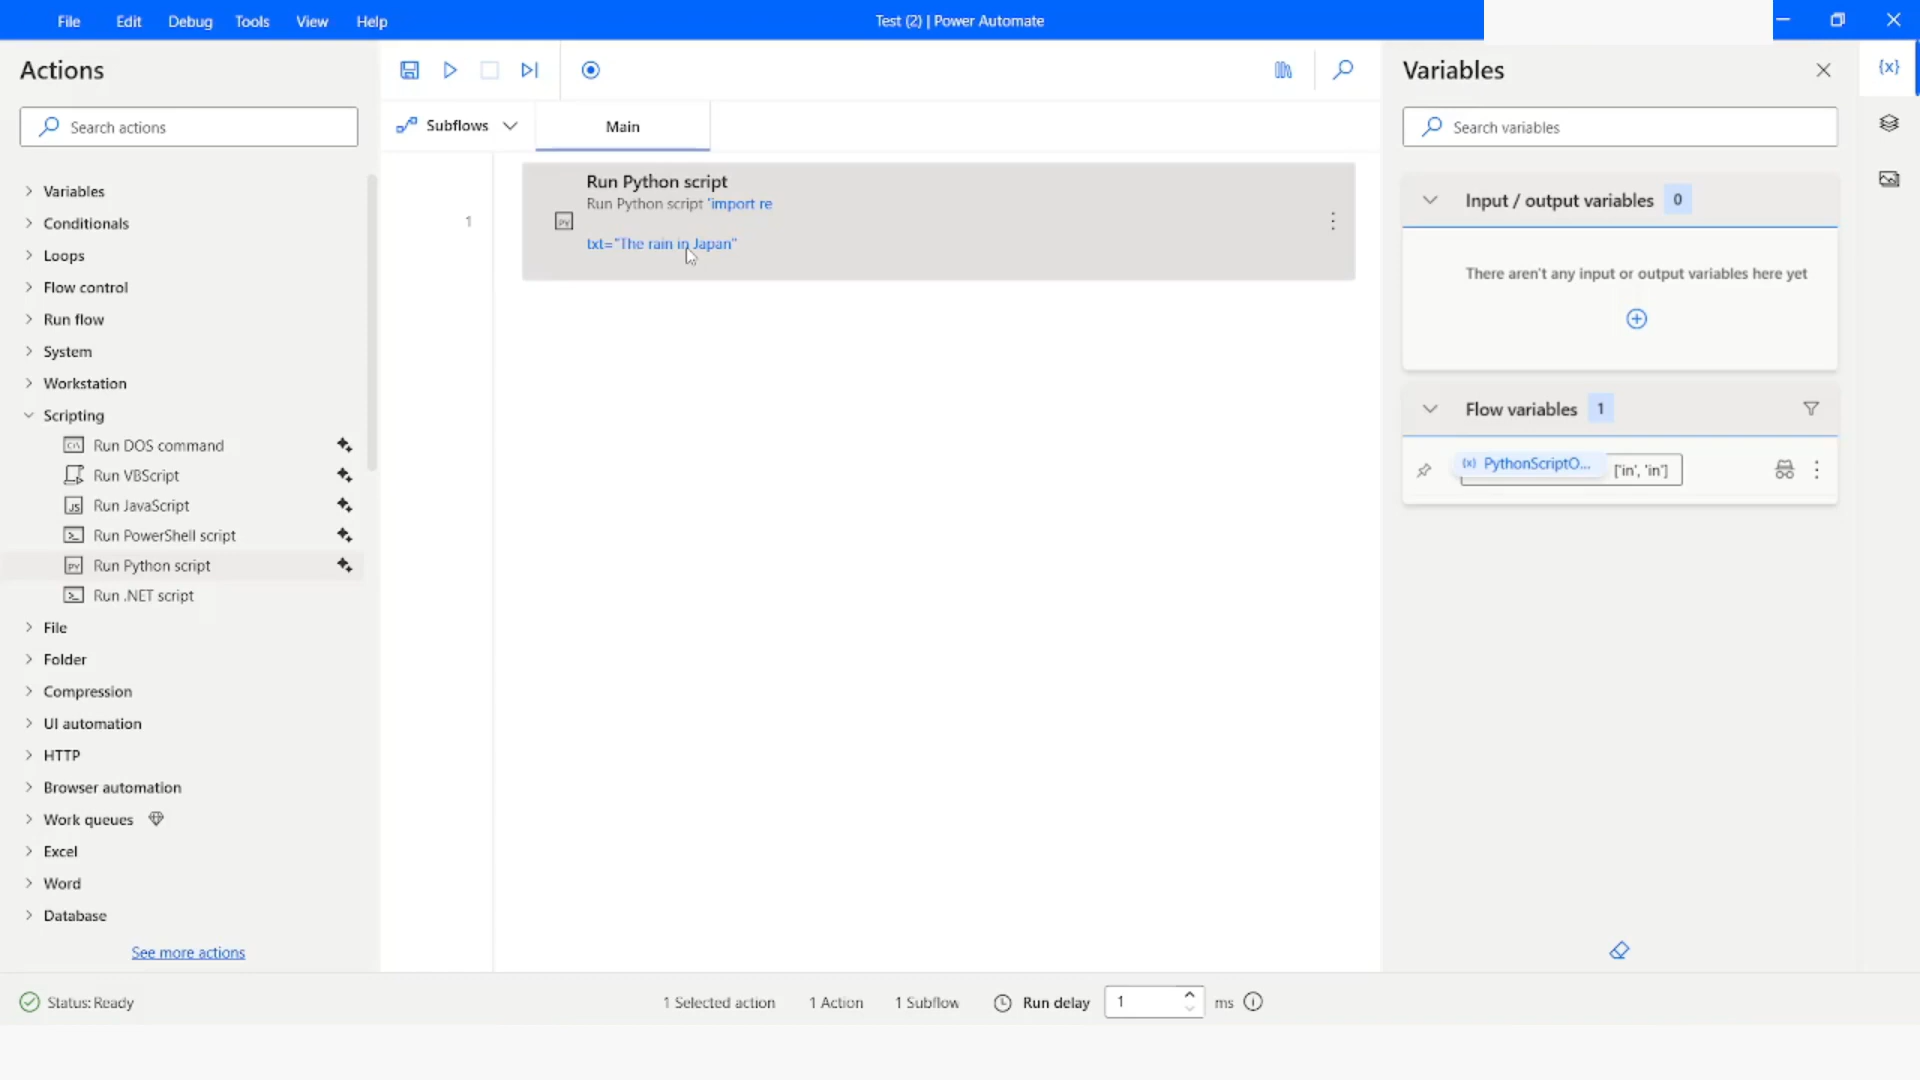 File Edit Debug Tools View Help
Test (2) | Power Automate
Actions
Search actions
Variables
Conditionals
Loops
Flow control
Run flow
System
Workstation
Scripting
Run DOS command
Run VBScript
Run JavaScript
Run PowerShell script
Run Python script
Run .NET script
File
Folder
Compression
UI automation
HTTP
Browser automation
Work queues
Excel
Word
Database
See more actions
Subflows
Main
1
Run Python script
Run Python script 'import re
txt="The rain in Japan"
Variables
{x}
Search variables
Input / output variables 0
There aren't any input or output variables here yet
Flow variables 1
(x) PythonScriptO... ['in', 'in']
Status: Ready
1 Selected action
1 Action
1 Subflow
Run delay
1
ms